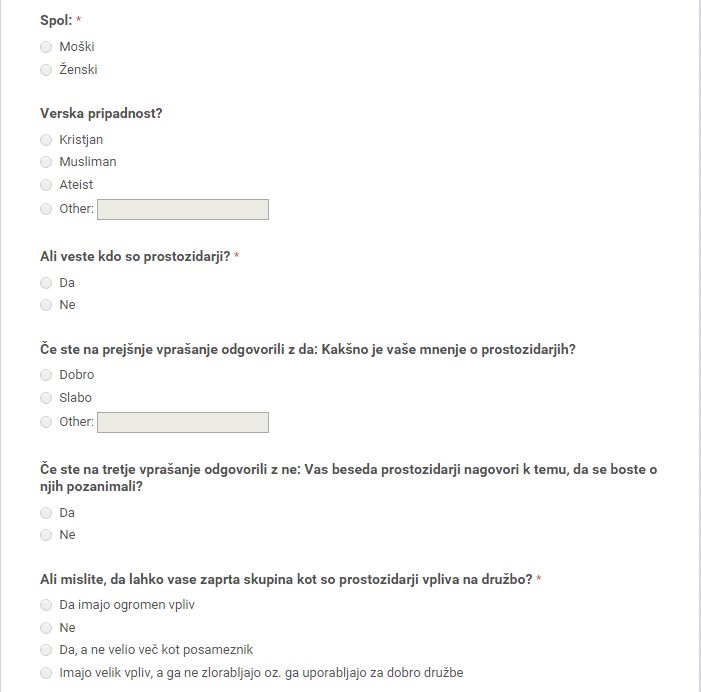 Spol: *
Moški
Ženski
Verska pripadnost?
Kristjan
Musliman
Ateist
Other:
Ali veste kdo so prostozidarji? *
Da
Ne
Če ste na prejšnje vprašanje odgovorili z da: Kakšno je vaše mnenje o prostozidarjih?
Dobro
Slabo
Other:
Če ste na tretje vprašanje odgovorili z ne: Vas beseda prostozidarji nagovori k temu, da se boste o
njih pozanimali?
Da
Ne
Ali mislite, da lahko vase zaprta skupina kot so prostozidarji vpliva na družbo? *
Da imajo ogromen vpliv
Ne
Da, a ne velio več kot posameznik
Imajo velik vpliv, a ga ne zlorabljajo oz. ga uporabljajo za dobro družbe